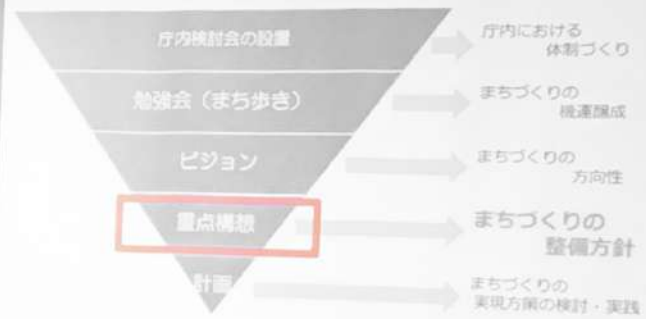 庁内検討会の設置
庁内における
体制づくり
勉強会（まち歩き）
まちづくりの
機運醸成
ビジョン
まちづくりの
方向性
重点構想
まちづくりの
整備方針
計画
まちづくりの
実現方策の検討・実践